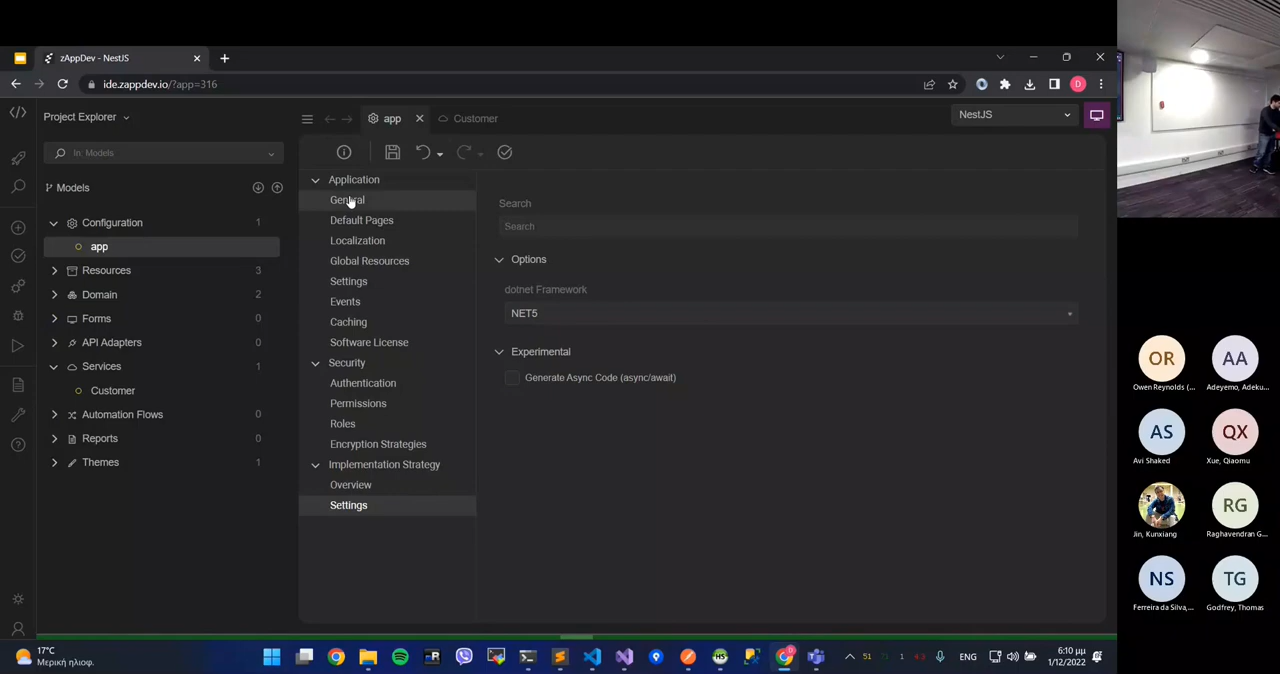 zAppDev - NestJS
ide.zappdev.io/?app=316
D
Project Explorer
app
Customer
NestJS
In: Models
Models
Configuration 1
app
Resources 3
Domain 2
Forms 0
API Adapters 0
Services 1
Customer
Automation Flows 0
Reports 0
Themes 1
Application
General
Default Pages
Localization
Global Resources
Settings
Events
Caching
Software License
Security
Authentication
Permissions
Roles
Encryption Strategies
Implementation Strategy
Overview
Settings
Search
Search
Options
dotnet Framework
NET5
Experimental
Generate Async Code (async/await)
OR
Owen Reynolds (...
AA
Adeyemo, Adeku...
AS
Avi Shaked
QX
Xue, Qiaomu
Jin, Kunxiang
RG
Raghavendran G...
NS
Ferreira da Silva,...
TG
Godfrey, Thomas
17°C
Μερική ηλιοφ.
ENG
6:10 μμ
1/12/2022